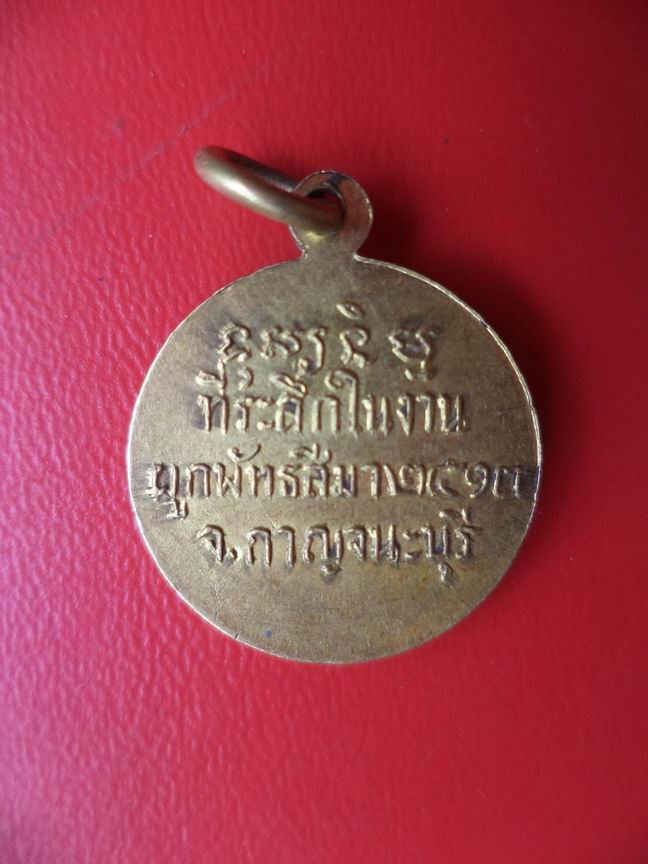 ที่ระลึกในงาน
ผูกพัทธสีมา ๒๕๑๓
จ.กาญจนะบุรี